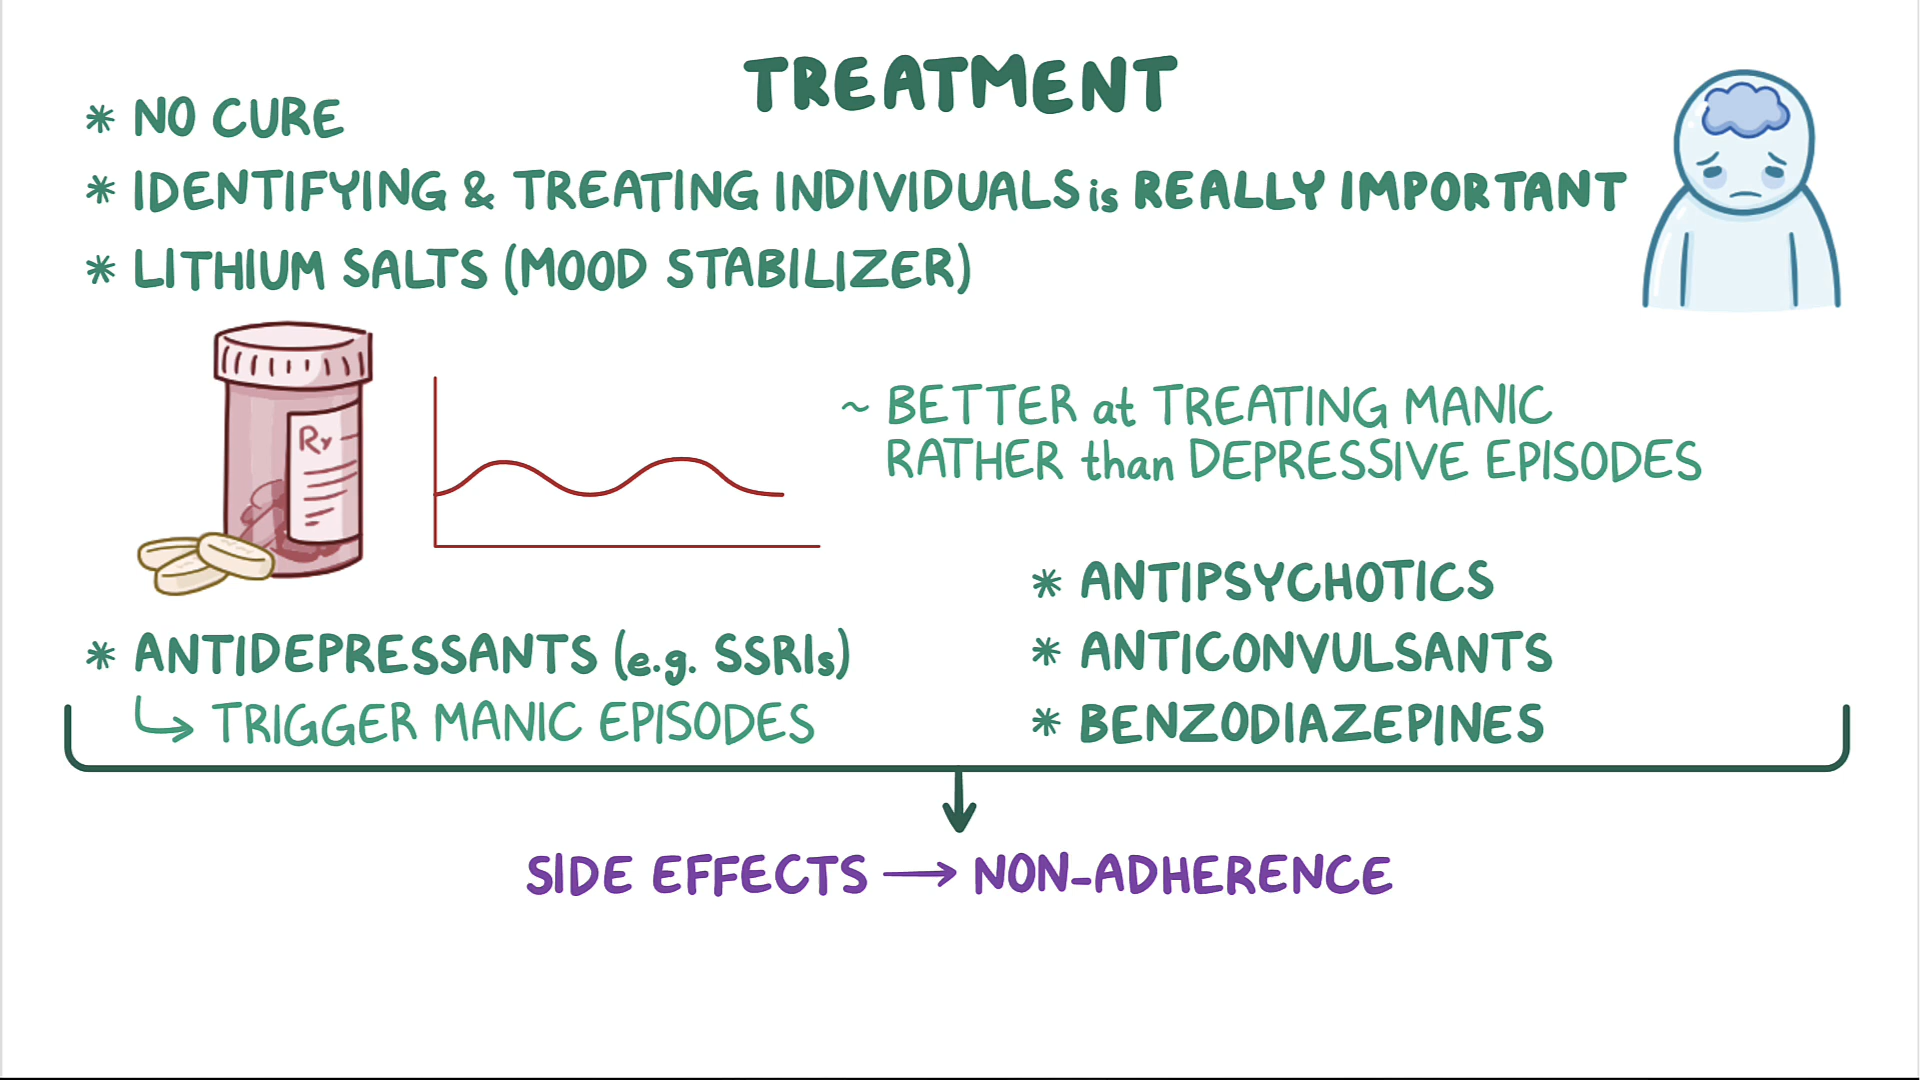 TREATMENT
* NO CURE
* IDENTIFYING & TREATING INDIVIDUALS is REALLY IMPORTANT
* LITHIUM SALTS (MOOD STABILIZER)
Rx
~ BETTER at TREATING MANIC
RATHER than DEPRESSIVE EPISODES
* ANTIDEPRESSANTS (e.g. SSRIs)
↳ TRIGGER MANIC EPISODES
* ANTIPSYCHOTICS
* ANTICONVULSANTS
* BENZODIAZEPINES
SIDE EFFECTS → NON-ADHERENCE